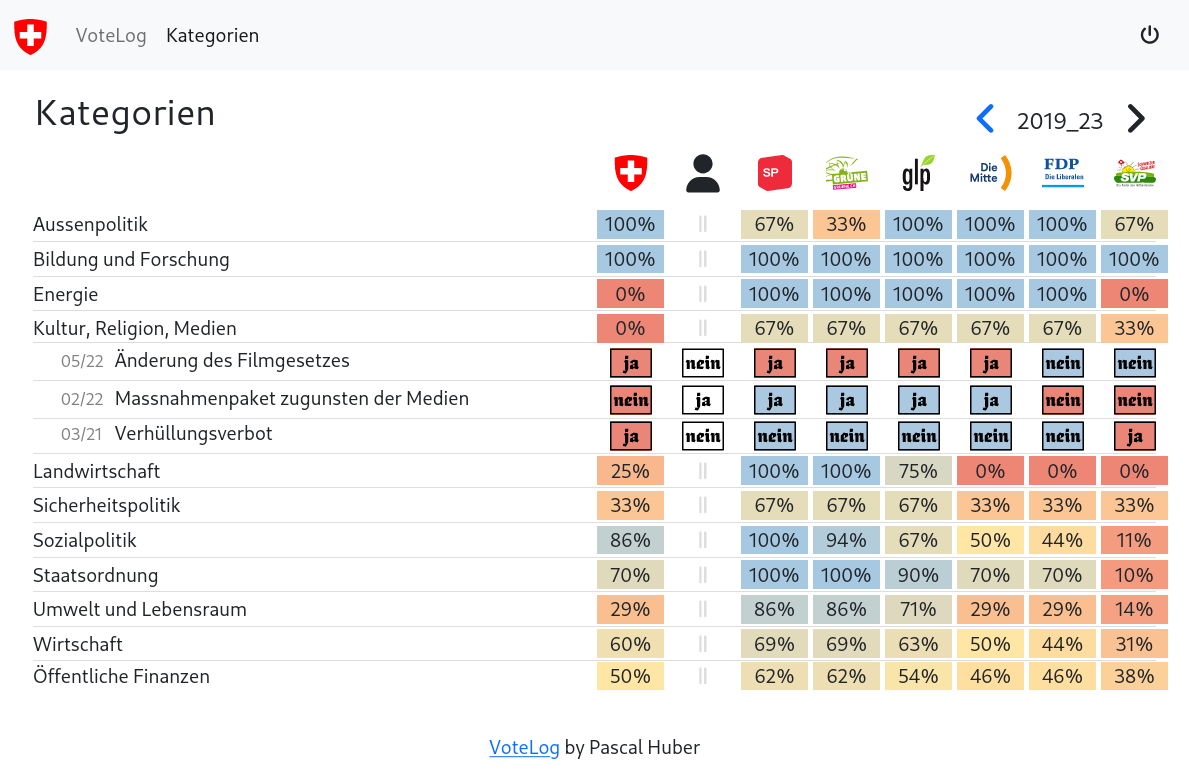 VoteLog Kategorien
Kategorien
2019_23
SP GRÜNE glp Die Mitte FDP Die Liberalen SVP
Aussenpolitik 100% || 67% 33% 100% 100% 100% 67%
Bildung und Forschung 100% || 100% 100% 100% 100% 100% 100%
Energie 0% || 100% 100% 100% 100% 100% 0%
Kultur, Religion, Medien 0% || 67% 67% 67% 67% 67% 33%
05/22 Änderung des Filmgesetzes ja nein ja ja ja ja nein nein
02/22 Massnahmenpaket zugunsten der Medien nein ja ja ja ja ja nein nein
03/21 Verhüllungsverbot ja nein nein nein nein nein nein ja
Landwirtschaft 25% || 100% 100% 75% 0% 0% 0%
Sicherheitspolitik 33% || 67% 67% 67% 33% 33% 33%
Sozialpolitik 86% || 100% 94% 67% 50% 44% 11%
Staatsordnung 70% || 100% 100% 90% 70% 70% 10%
Umwelt und Lebensraum 29% || 86% 86% 71% 29% 29% 14%
Wirtschaft 60% || 69% 69% 63% 50% 44% 31%
Öffentliche Finanzen 50% || 62% 62% 54% 46% 46% 38%
VoteLog by Pascal Huber